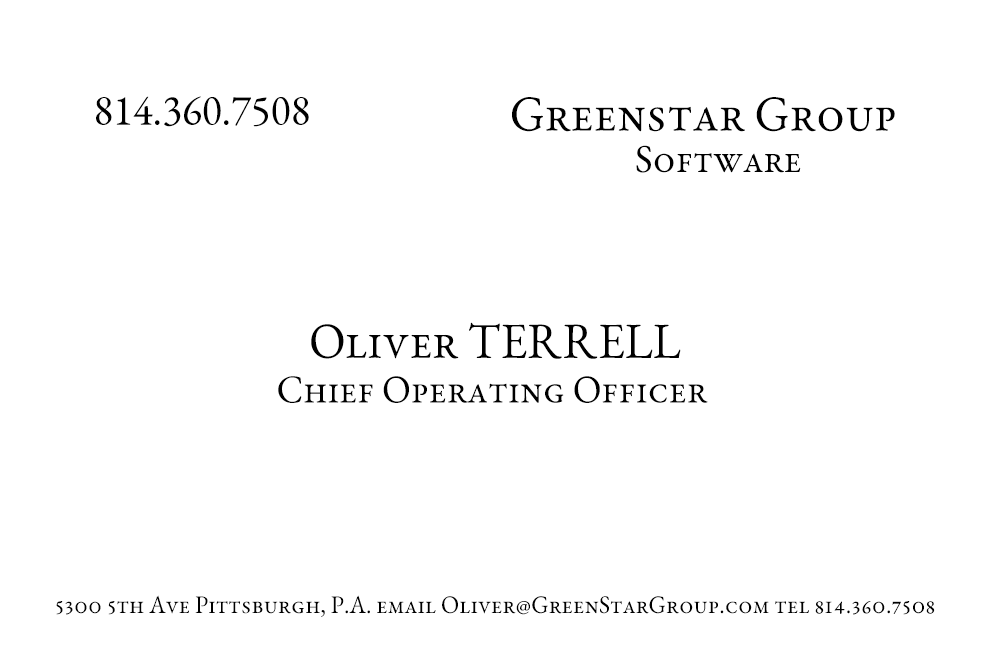 814.360.7508
Greenstar Group
Software
Oliver TERRELL
Chief Operating Officer
5300 5th Ave Pittsburgh, P.A. email Oliver@GreenStarGroup.com tel 814.360.7508